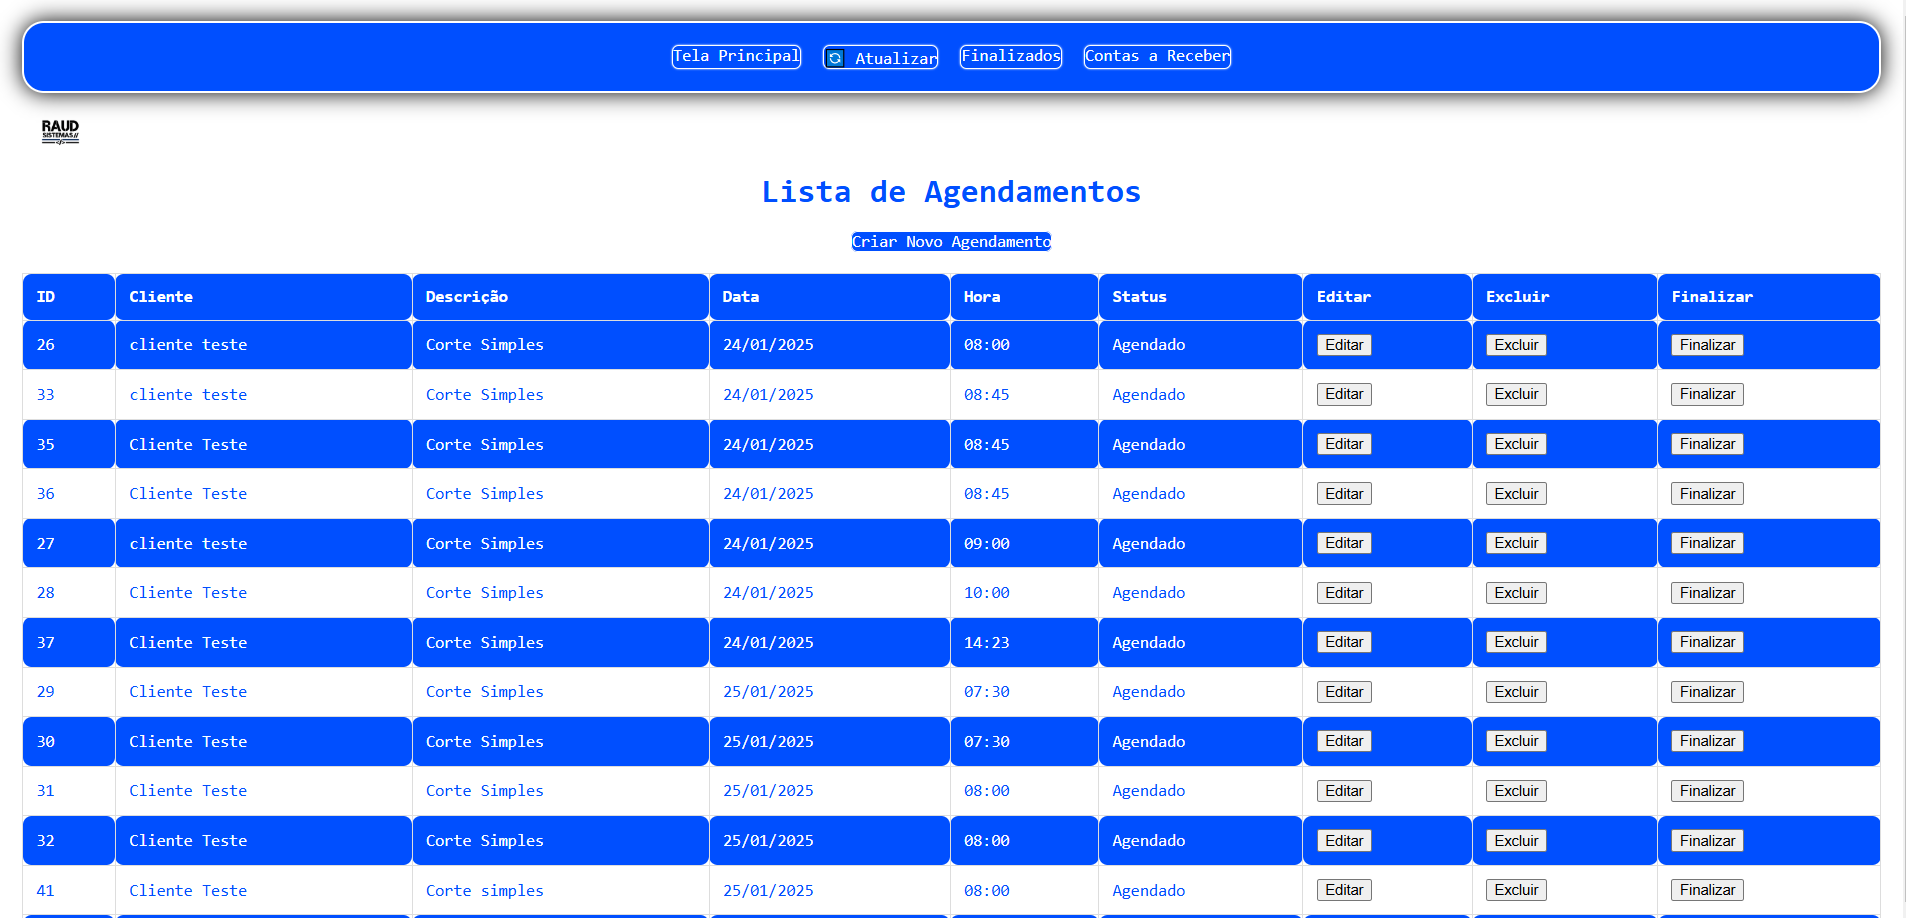 Tela Principal 🔄 Atualizar Finalizados Contas a Receber
RAUD
SISTEMAS//
</>
Lista de Agendamentos
Criar Novo Agendamento
ID Cliente Descrição Data Hora Status Editar Excluir Finalizar
26 cliente teste Corte Simples 24/01/2025 08:00 Agendado Editar Excluir Finalizar
33 cliente teste Corte Simples 24/01/2025 08:45 Agendado Editar Excluir Finalizar
35 Cliente Teste Corte Simples 24/01/2025 08:45 Agendado Editar Excluir Finalizar
36 Cliente Teste Corte Simples 24/01/2025 08:45 Agendado Editar Excluir Finalizar
27 cliente teste Corte Simples 24/01/2025 09:00 Agendado Editar Excluir Finalizar
28 Cliente Teste Corte Simples 24/01/2025 10:00 Agendado Editar Excluir Finalizar
37 Cliente Teste Corte Simples 24/01/2025 14:23 Agendado Editar Excluir Finalizar
29 Cliente Teste Corte Simples 25/01/2025 07:30 Agendado Editar Excluir Finalizar
30 Cliente Teste Corte Simples 25/01/2025 07:30 Agendado Editar Excluir Finalizar
31 Cliente Teste Corte Simples 25/01/2025 08:00 Agendado Editar Excluir Finalizar
32 Cliente Teste Corte Simples 25/01/2025 08:00 Agendado Editar Excluir Finalizar
41 Cliente Teste Corte simples 25/01/2025 08:00 Agendado Editar Excluir Finalizar